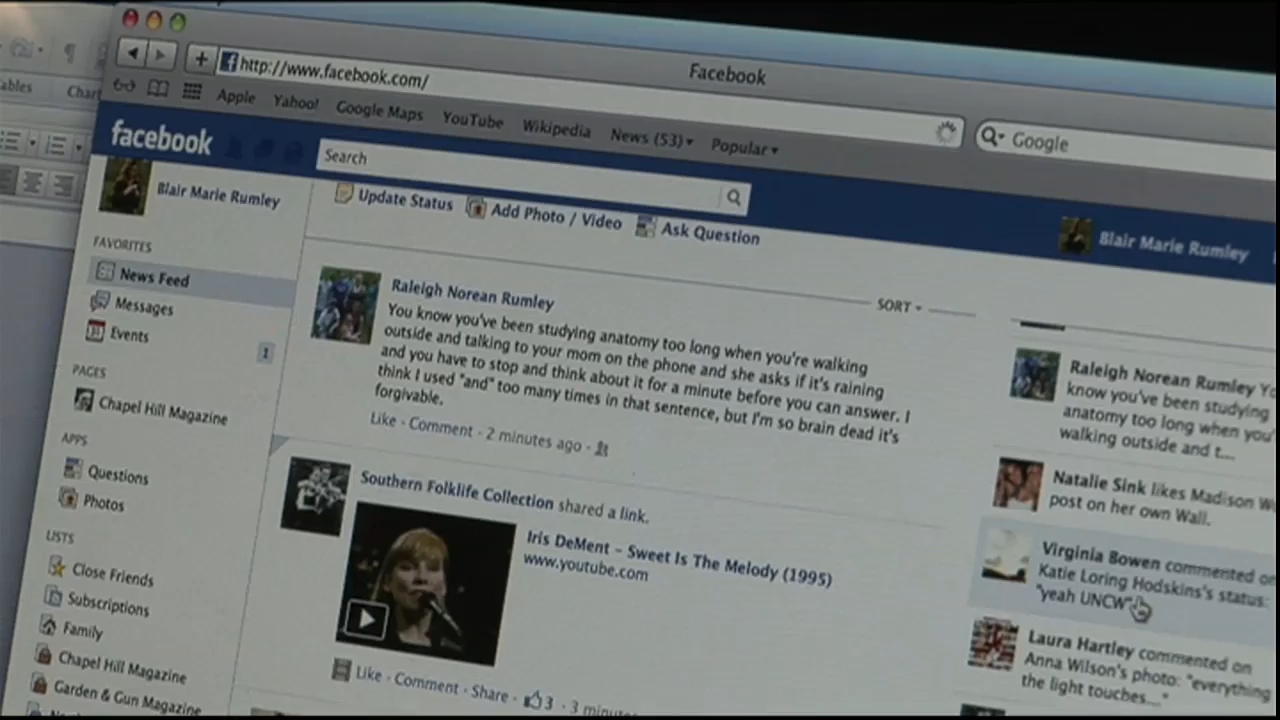 Facebook
http://www.facebook.com/
Google
Apple Yahoo! Google Maps YouTube Wikipedia News (53) Popular
ables Chart
facebook
Search
Blair Marie Rumley
Blair Marie Rumley
FAVORITES
News Feed
Messages
Events
1
PAGES
Chapel Hill Magazine
APPS
Questions
Photos
LISTS
Close Friends
Subscriptions
Family
Chapel Hill Magazine
Garden & Gun Magazine
Update Status Add Photo / Video Ask Question
SORT
Raleigh Norean Rumley
You know you've been studying anatomy too long when you're walking
outside and talking to your mom on the phone and she asks if it's raining
and you have to stop and think about it for a minute before you can answer. I
think I used "and" too many times in that sentence, but I'm so brain dead it's
forgivable.
Like · Comment · 2 minutes ago ·
Southern Folklife Collection shared a link.
Iris DeMent – Sweet Is The Melody (1995)
www.youtube.com
Like · Comment · Share · 3 · 3 minutes
Raleigh Norean Rumley
know you've been studying
anatomy too long when you're
walking outside and t...
Natalie Sink likes Madison
post on her own Wall.
Virginia Bowen commented on
Katie Loring Hodskins's status:
"yeah UNCW"
Laura Hartley commented on
Anna Wilson's photo: "everything
the light touches..."